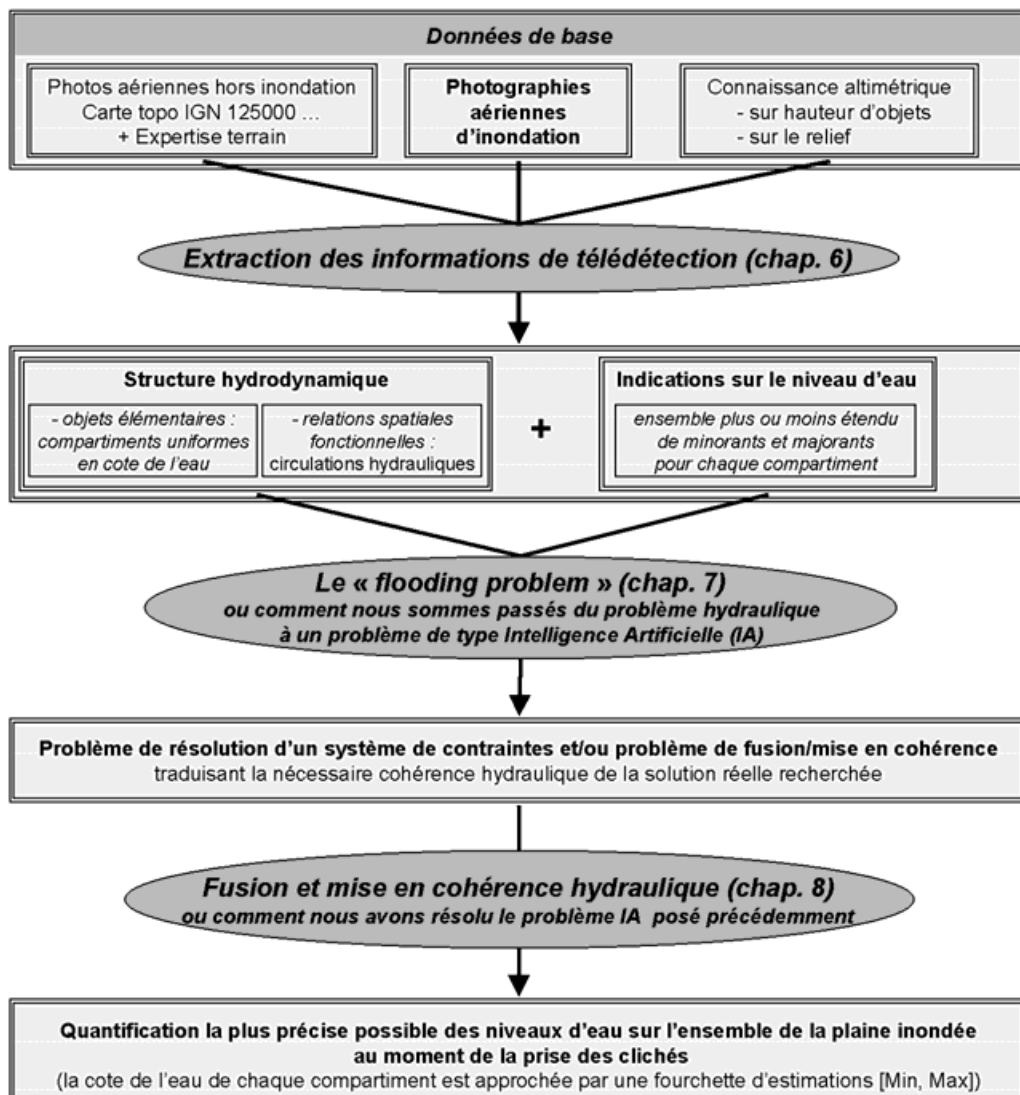 Données de base
Photos aériennes hors inondation
Carte topo IGN 125000 ...
+ Expertise terrain
Photographies
aériennes
d'inondation
Connaissance altimétrique
- sur hauteur d'objets
- sur le relief
Extraction des informations de télédétection (chap. 6)
Structure hydrodynamique
- objets élémentaires :
compartiments uniformes
en cote de l'eau
- relations spatiales
fonctionnelles :
circulations hydrauliques
+
Indications sur le niveau d'eau
ensemble plus ou moins étendu
de minorants et majorants
pour chaque compartiment
Le « flooding problem » (chap. 7)
ou comment nous sommes passés du problème hydraulique
à un problème de type Intelligence Artificielle (IA)
Problème de résolution d'un système de contraintes et/ou problème de fusion/mise en cohérence
traduisant la nécessaire cohérence hydraulique de la solution réelle recherchée
Fusion et mise en cohérence hydraulique (chap. 8)
ou comment nous avons résolu le problème IA posé précédemment
Quantification la plus précise possible des niveaux d'eau sur l'ensemble de la plaine inondée
au moment de la prise des clichés
(la cote de l'eau de chaque compartiment est approchée par une fourchette d'estimations [Min, Max])